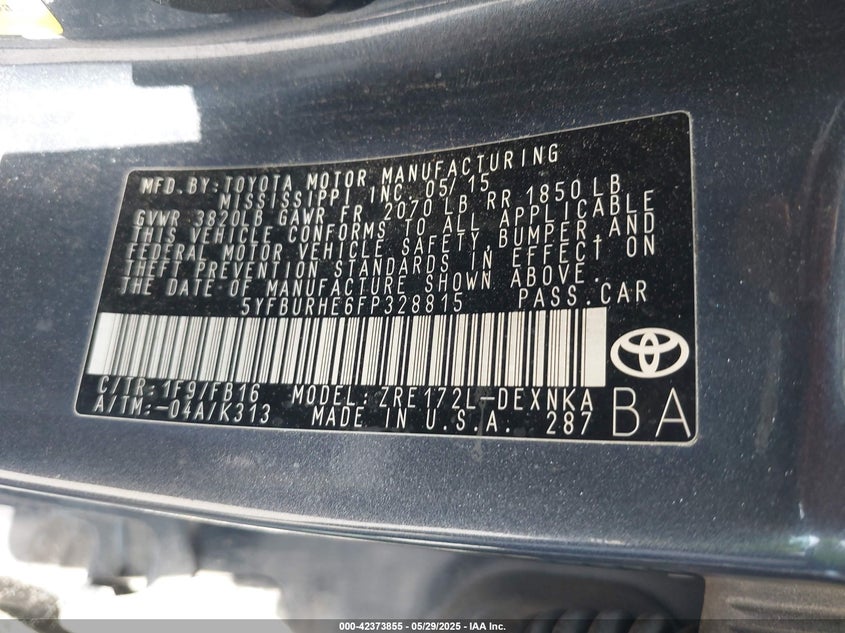 MFD.BY:TOYOTA MOTOR MANUFACTURING
MISSISSIPPI INC. 05/15
GVWR 3820LB GAWR FR 2070 LB RR 1850 LB
THIS VEHICLE CONFORMS TO ALL APPLICABLE
FEDERAL MOTOR VEHICLE SAFETY,BUMPER,AND
THEFT PREVENTION STANDARDS IN EFFECT ON
THE DATE OF MANUFACTURE SHOWN ABOVE.
5YFBURHE6FP328815 PASS.CAR
C/TR:1F9/FB16 MODEL:ZRE172L-DEXNKA
A/TM:-04A/K313 MADE IN U.S.A. 287
BA
000-42373855 - 05/29/2025 - IAA Inc.